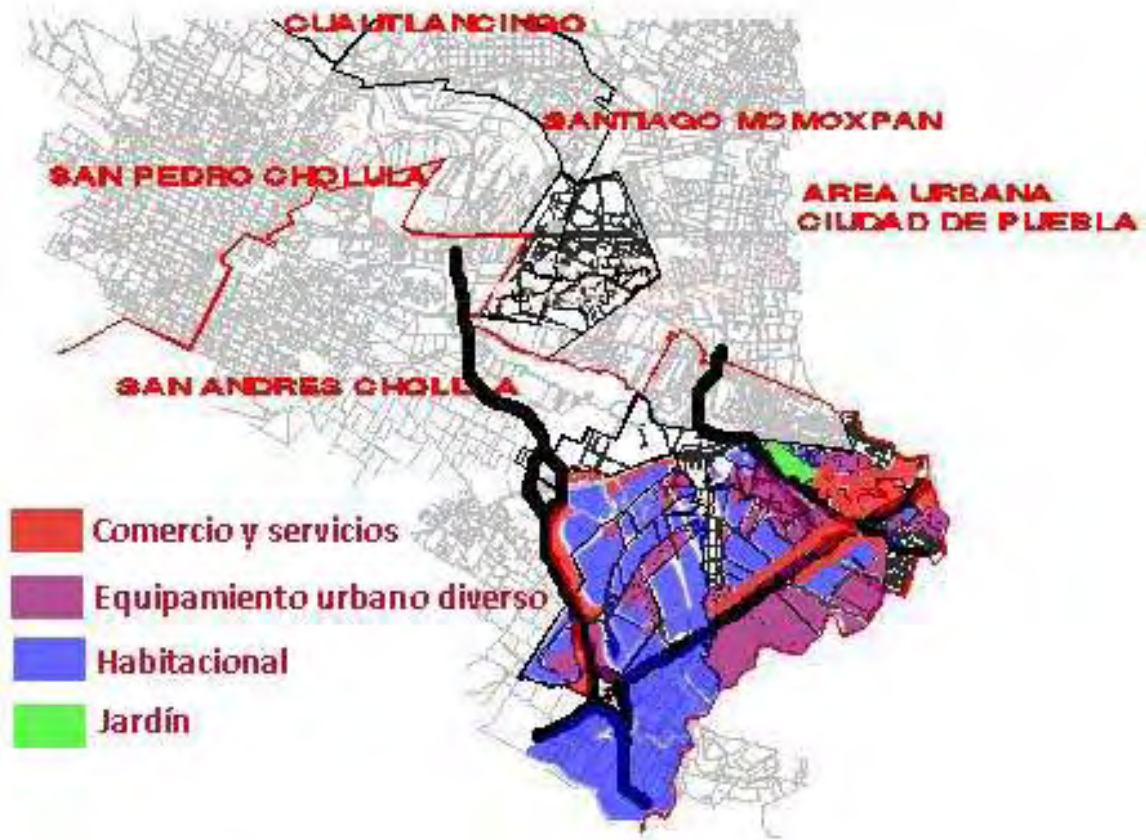 CUAUTLANCINGO
SANTIAGO MOMOXPAN
SAN PEDRO CHOLULA
AREA URBANA
CIUDAD DE PUEBLA
SAN ANDRES CHOLULA
Comercio y servicios
Equipamiento urbano diverso
Habitacional
Jardín